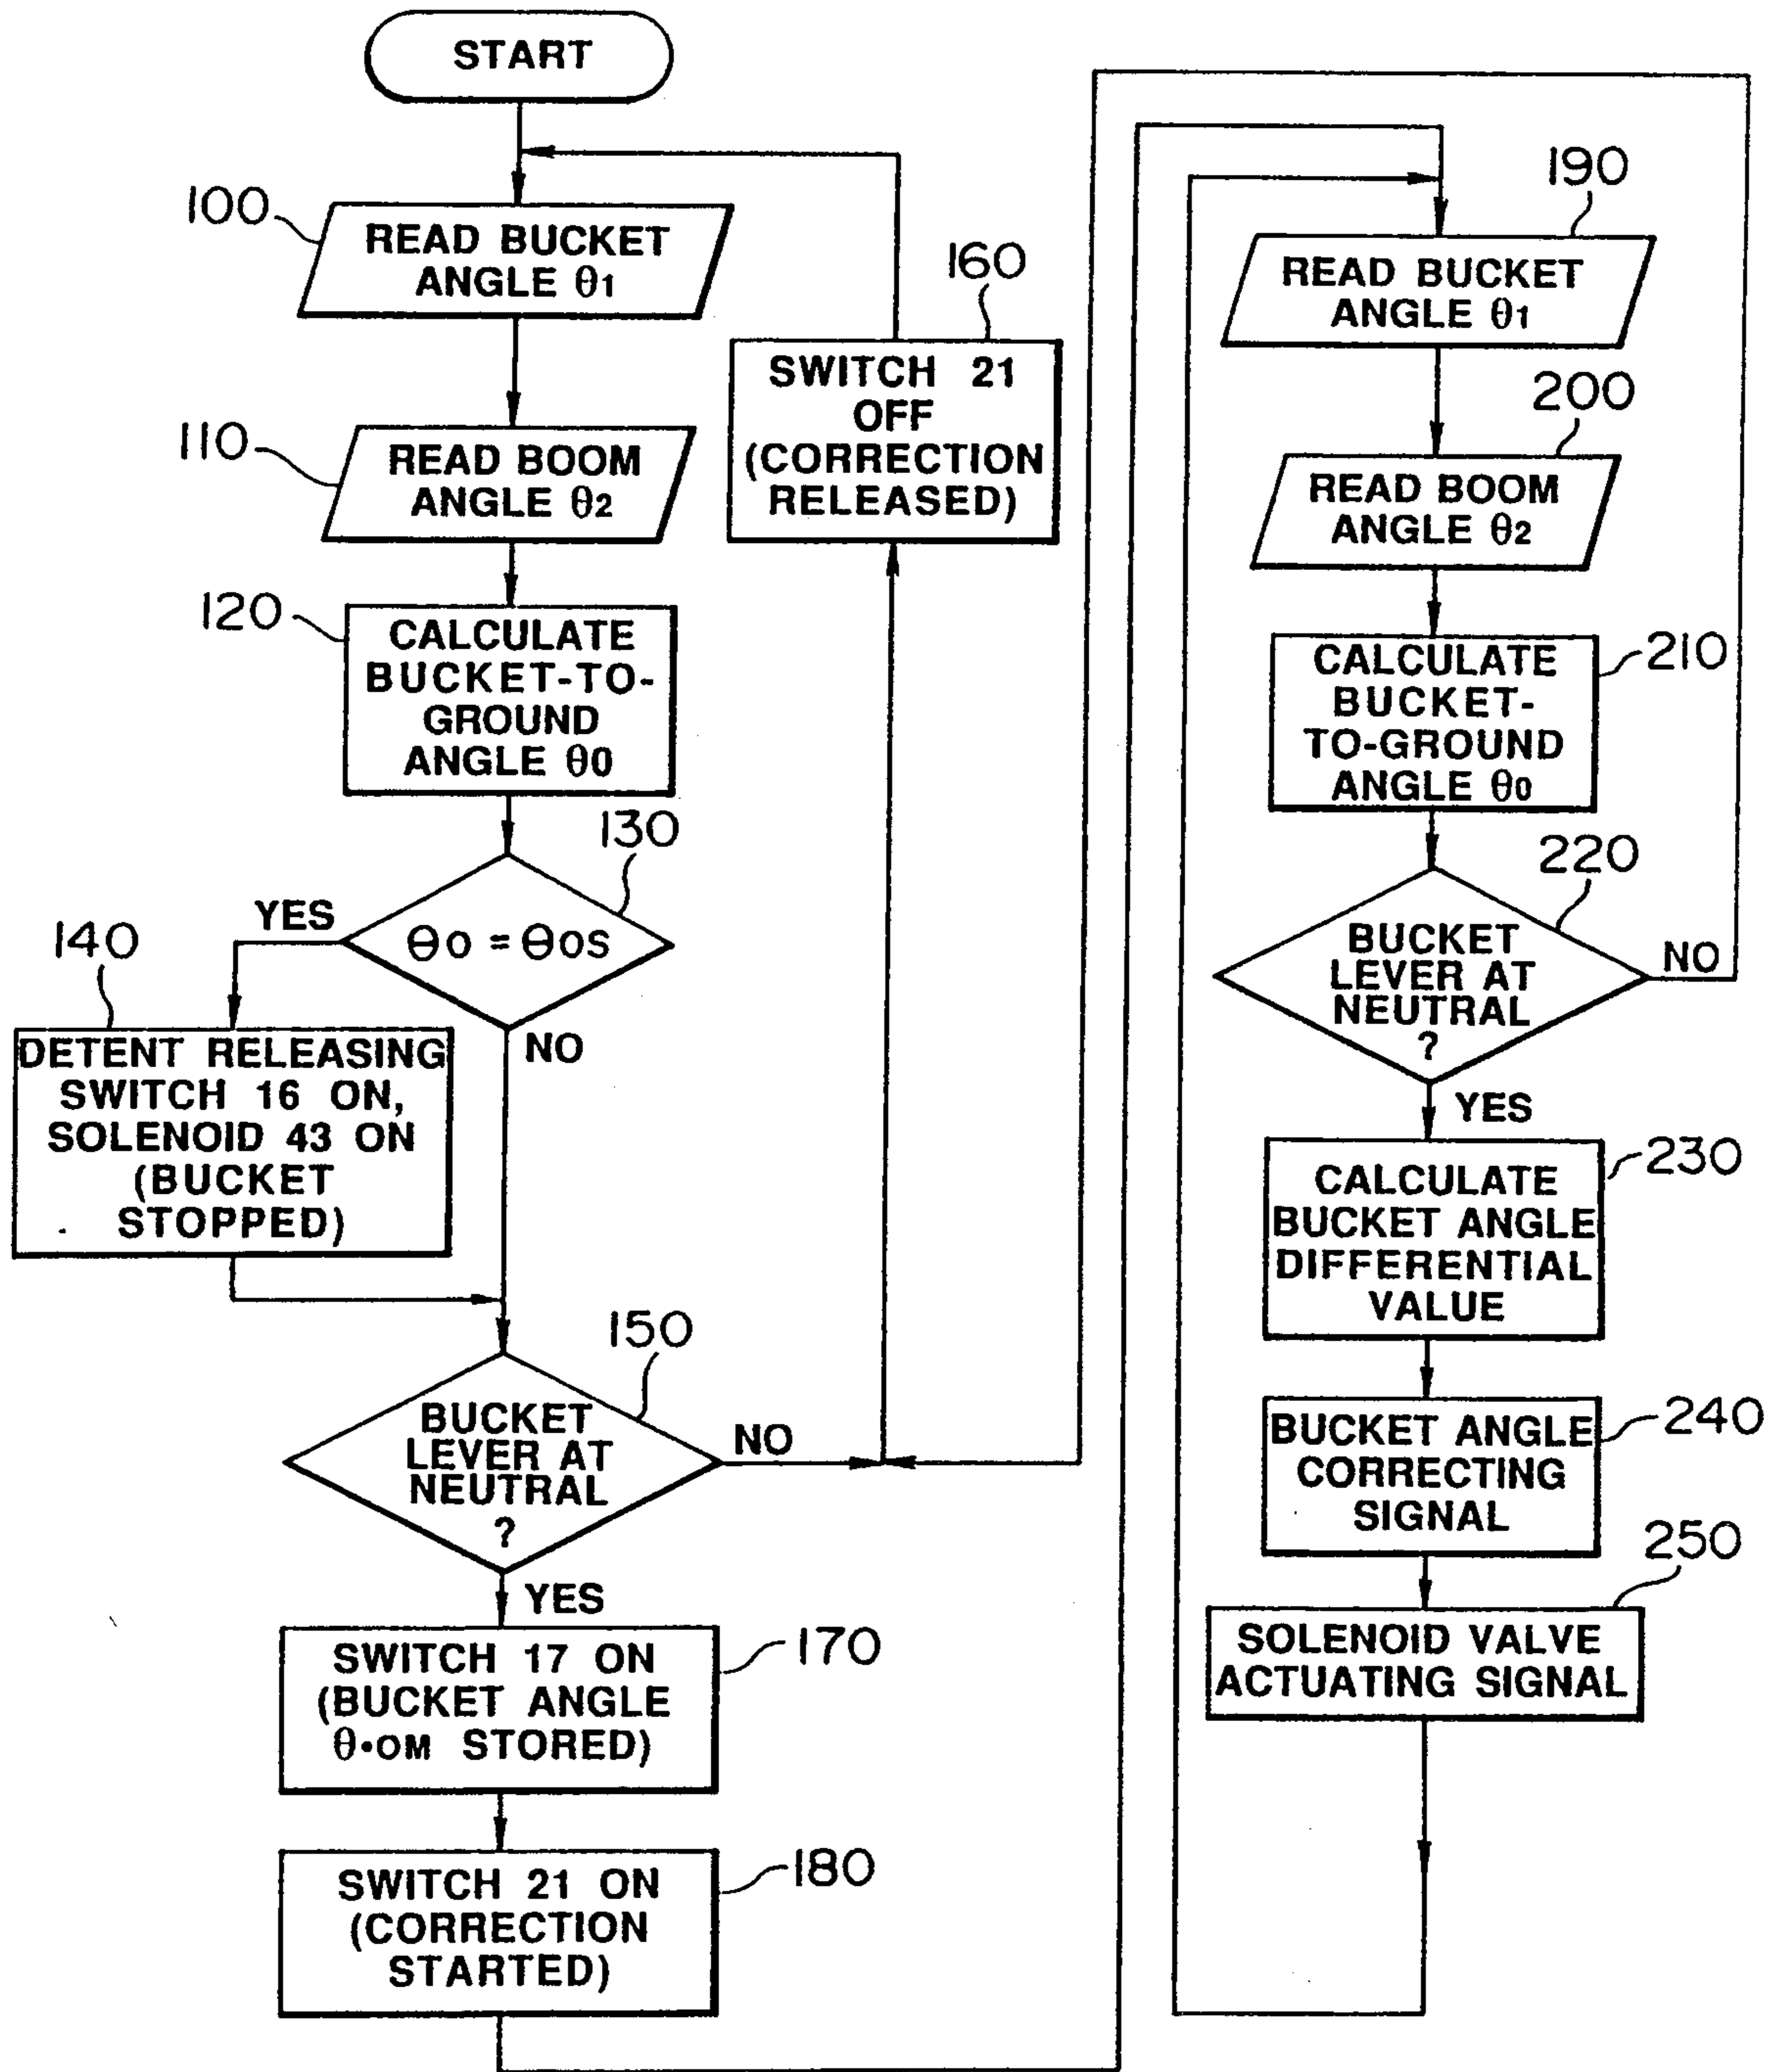 START
100
READ BUCKET
ANGLE θ1
110
READ BOOM
ANGLE θ2
120
CALCULATE
BUCKET-TO-
GROUND
ANGLE θ0
130
θ0 = θ0S
YES
NO
140
DETENT RELEASING
SWITCH 16 ON,
SOLENOID 43 ON
(BUCKET
STOPPED)
150
BUCKET
LEVER AT
NEUTRAL
?
NO
YES
160
SWITCH 21
OFF
(CORRECTION
RELEASED)
170
SWITCH 17 ON
(BUCKET ANGLE
θ·OM STORED)
180
SWITCH 21 ON
(CORRECTION
STARTED)
190
READ BUCKET
ANGLE θ1
200
READ BOOM
ANGLE θ2
210
CALCULATE
BUCKET-
TO-GROUND
ANGLE θ0
220
BUCKET
LEVER AT
NEUTRAL
?
NO
YES
230
CALCULATE
BUCKET ANGLE
DIFFERENTIAL
VALUE
240
BUCKET ANGLE
CORRECTING
SIGNAL
250
SOLENOID VALVE
ACTUATING SIGNAL